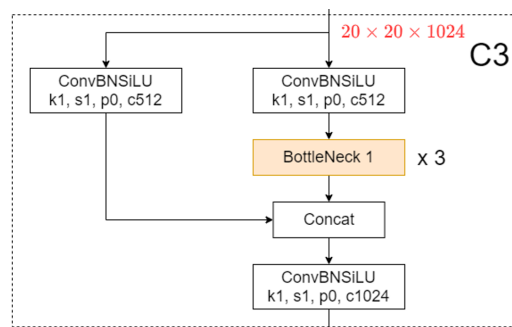 20 × 20 × 1024
C3
ConvBNSiLU
k1, s1, p0, c512
ConvBNSiLU
k1, s1, p0, c512
BottleNeck 1
x 3
Concat
ConvBNSiLU
k1, s1, p0, c1024